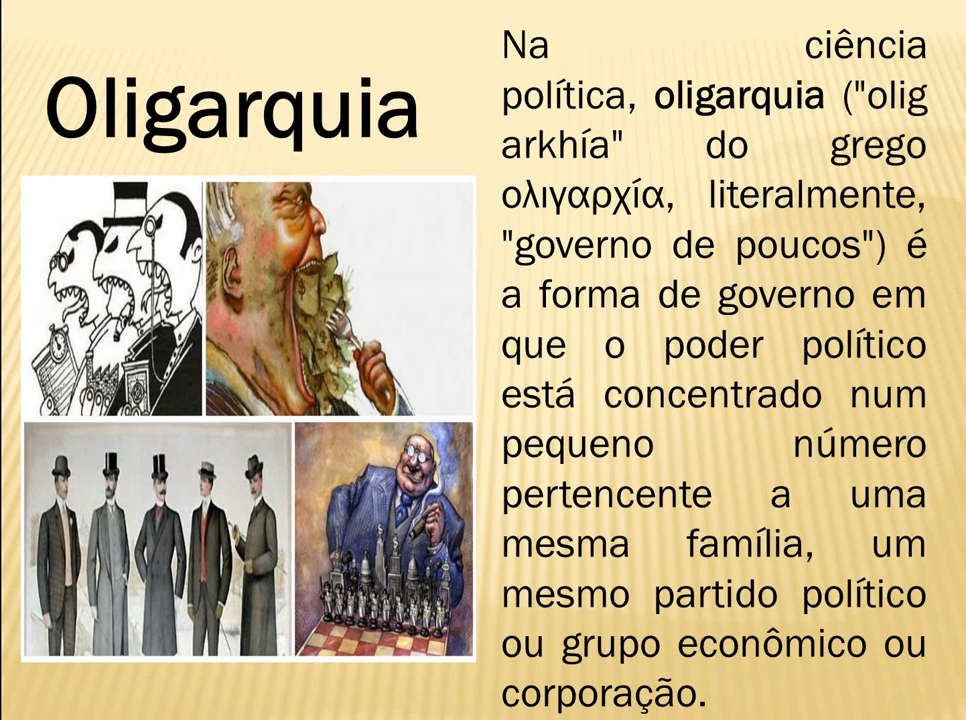 Oligarquia
Na ciência
política, oligarquia ("olig
arkhía" do grego
ολιγαρχία, literalmente,
"governo de poucos") é
a forma de governo em
que o poder político
está concentrado num
pequeno número
pertencente a uma
mesma família, um
mesmo partido político
ou grupo econômico ou
corporação.